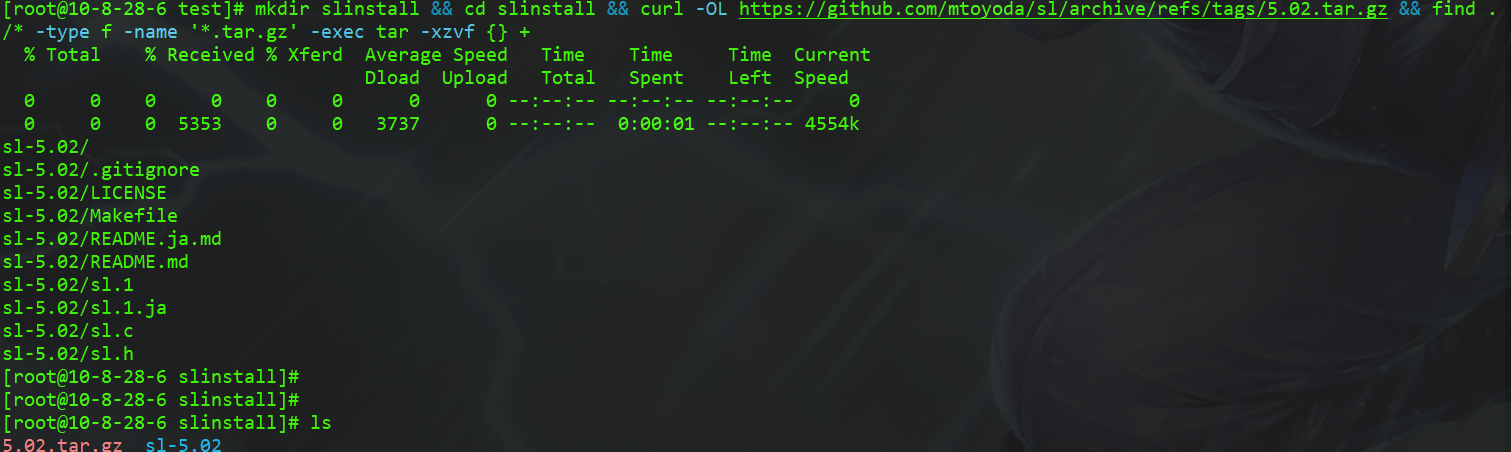 [root@10-8-28-6 test]# mkdir slinstall && cd slinstall && curl -OL https://github.com/mtoyoda/sl/archive/refs/tags/5.02.tar.gz && find .
/* -type f -name '*.tar.gz' -exec tar -xzvf {} +
  % Total    % Received % Xferd  Average Speed   Time    Time     Time  Current
                                 Dload  Upload   Total   Spent    Left  Speed
  0     0    0     0    0     0      0      0 --:--:-- --:--:-- --:--:--     0
  0     0    0  5353    0     0   3737      0 --:--:--  0:00:01 --:--:-- 4554k
sl-5.02/
sl-5.02/.gitignore
sl-5.02/LICENSE
sl-5.02/Makefile
sl-5.02/README.ja.md
sl-5.02/README.md
sl-5.02/sl.1
sl-5.02/sl.1.ja
sl-5.02/sl.c
sl-5.02/sl.h
[root@10-8-28-6 slinstall]#
[root@10-8-28-6 slinstall]#
[root@10-8-28-6 slinstall]# ls
5.02.tar.gz  sl-5.02